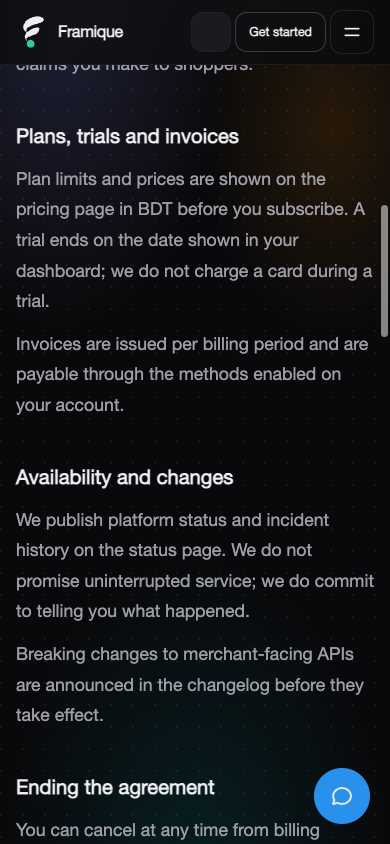 Framique
Get started
claims you make to shoppers.
Plans, trials and invoices
Plan limits and prices are shown on the
pricing page in BDT before you subscribe. A
trial ends on the date shown in your
dashboard; we do not charge a card during a
trial.
Invoices are issued per billing period and are
payable through the methods enabled on
your account.
Availability and changes
We publish platform status and incident
history on the status page. We do not
promise uninterrupted service; we do commit
to telling you what happened.
Breaking changes to merchant-facing APIs
are announced in the changelog before they
take effect.
Ending the agreement
You can cancel at any time from billing